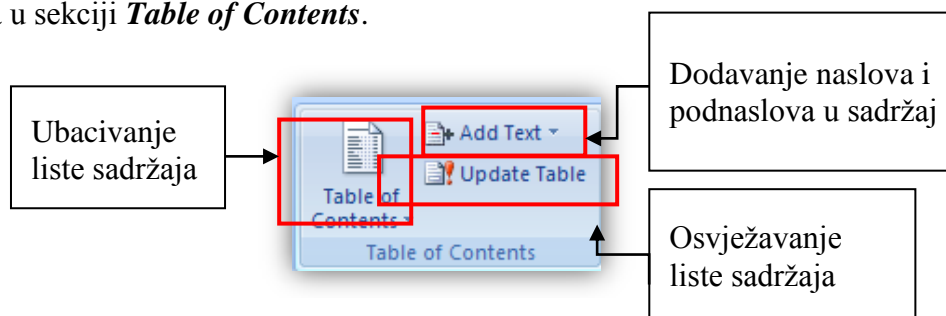 u sekciji Table of Contents.
Dodavanje naslova i
podnaslova u sadržaj
Ubacivanje
liste sadržaja
Add Text
Update Table
Table of
Contents
Table of Contents
Osvježavanje
liste sadržaja